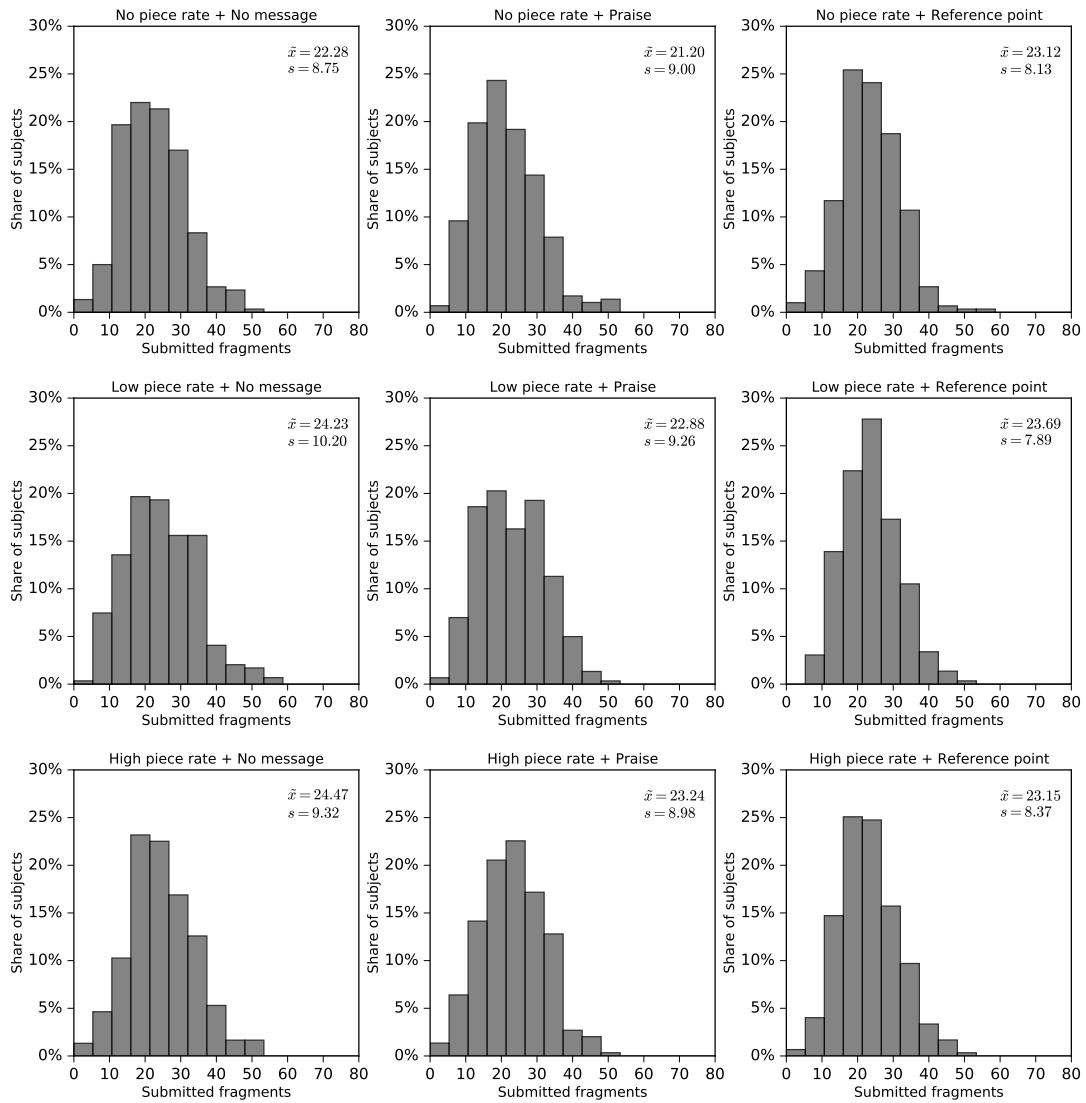 No piece rate + No message
30%
25%
20%
15%
10%
5%
0%
Share of subjects
x̃ = 22.28
s = 8.75
0 10 20 30 40 50 60 70 80
Submitted fragments
No piece rate + Praise
30%
25%
20%
15%
10%
5%
0%
Share of subjects
x̃ = 21.20
s = 9.00
0 10 20 30 40 50 60 70 80
Submitted fragments
No piece rate + Reference point
30%
25%
20%
15%
10%
5%
0%
Share of subjects
x̃ = 23.12
s = 8.13
0 10 20 30 40 50 60 70 80
Submitted fragments
Low piece rate + No message
30%
25%
20%
15%
10%
5%
0%
Share of subjects
x̃ = 24.23
s = 10.20
0 10 20 30 40 50 60 70 80
Submitted fragments
Low piece rate + Praise
30%
25%
20%
15%
10%
5%
0%
Share of subjects
x̃ = 22.88
s = 9.26
0 10 20 30 40 50 60 70 80
Submitted fragments
Low piece rate + Reference point
30%
25%
20%
15%
10%
5%
0%
Share of subjects
x̃ = 23.69
s = 7.89
0 10 20 30 40 50 60 70 80
Submitted fragments
High piece rate + No message
30%
25%
20%
15%
10%
5%
0%
Share of subjects
x̃ = 24.47
s = 9.32
0 10 20 30 40 50 60 70 80
Submitted fragments
High piece rate + Praise
30%
25%
20%
15%
10%
5%
0%
Share of subjects
x̃ = 23.24
s = 8.98
0 10 20 30 40 50 60 70 80
Submitted fragments
High piece rate + Reference point
30%
25%
20%
15%
10%
5%
0%
Share of subjects
x̃ = 23.15
s = 8.37
0 10 20 30 40 50 60 70 80
Submitted fragments